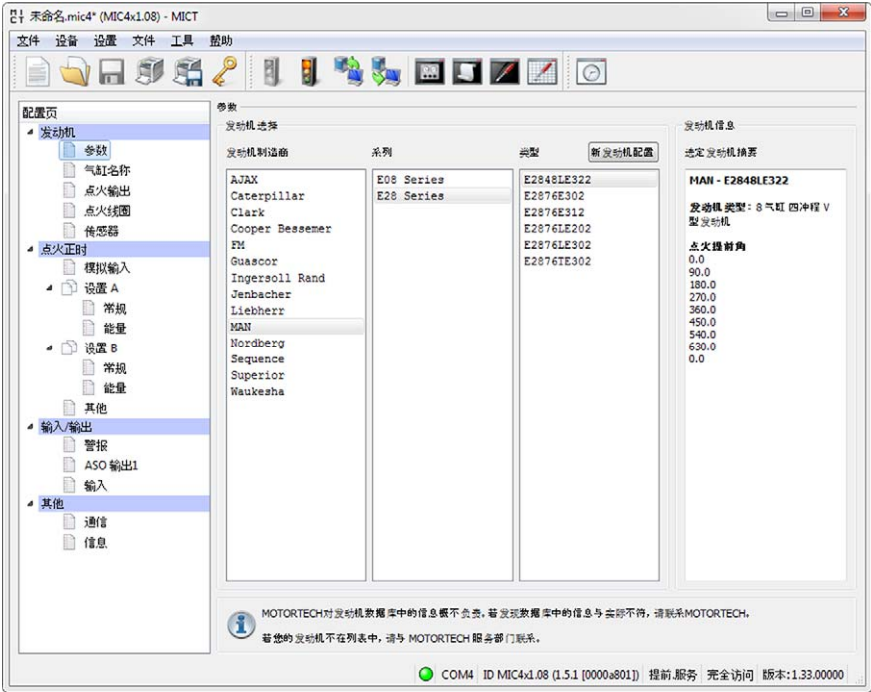 未命名.mic4* (MIC4x1.08) - MICT
文件 设备 设置 文件 工具 帮助
配置页
发动机
参数
气缸名称
点火输出
点火线圈
传感器
点火正时
模拟输入
设置 A
常规
能量
设置 B
常规
能量
其他
输入/输出
警报
ASO 输出1
输入
其他
通信
信息
参数
发动机选择
发动机制造商
AJAX
Caterpillar
Clark
Cooper Bessemer
FM
Guascor
Ingersoll Rand
Jenbacher
Liebherr
MAN
Nordberg
Sequence
Superior
Waukesha
系列
E08 Series
E28 Series
类型
新发动机配置
E2848LE322
E2876E302
E2876E312
E2876LE202
E2876LE302
E2876TE302
发动机信息
选定发动机摘要
MAN - E2848LE322
发动机类型：8 气缸 四冲程 V
型发动机
点火提前角
0.0
90.0
180.0
270.0
360.0
450.0
540.0
630.0
0.0
MOTORTECH对发动机数据库中的信息概不负责。若发现数据库中的信息与实际不符，请联系MOTORTECH。
若您的发动机不在列表中，请与 MOTORTECH 服务部门联系。
COM4 ID MIC4x1.08 (1.5.1 [0000a801]) 提前.服务 完全访问 版本:1.33.00000